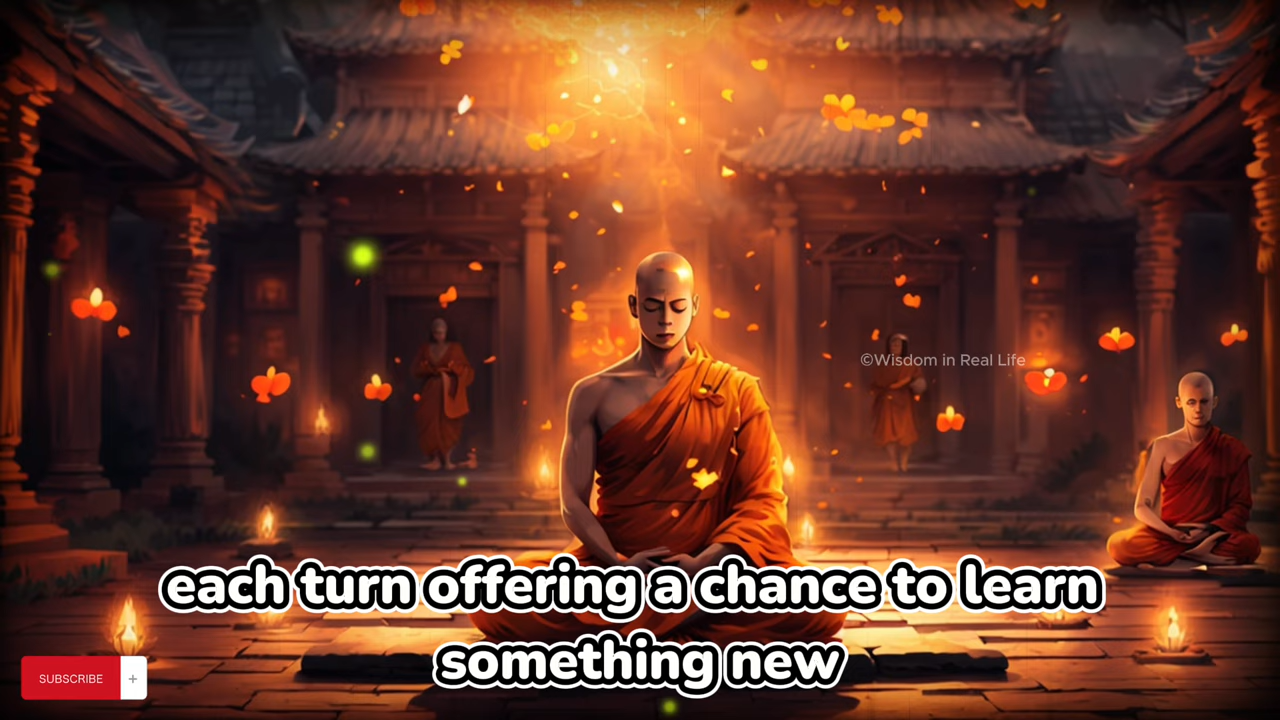 ©Wisdom in Real Life
each turn offering a chance to learn
something new
SUBSCRIBE +